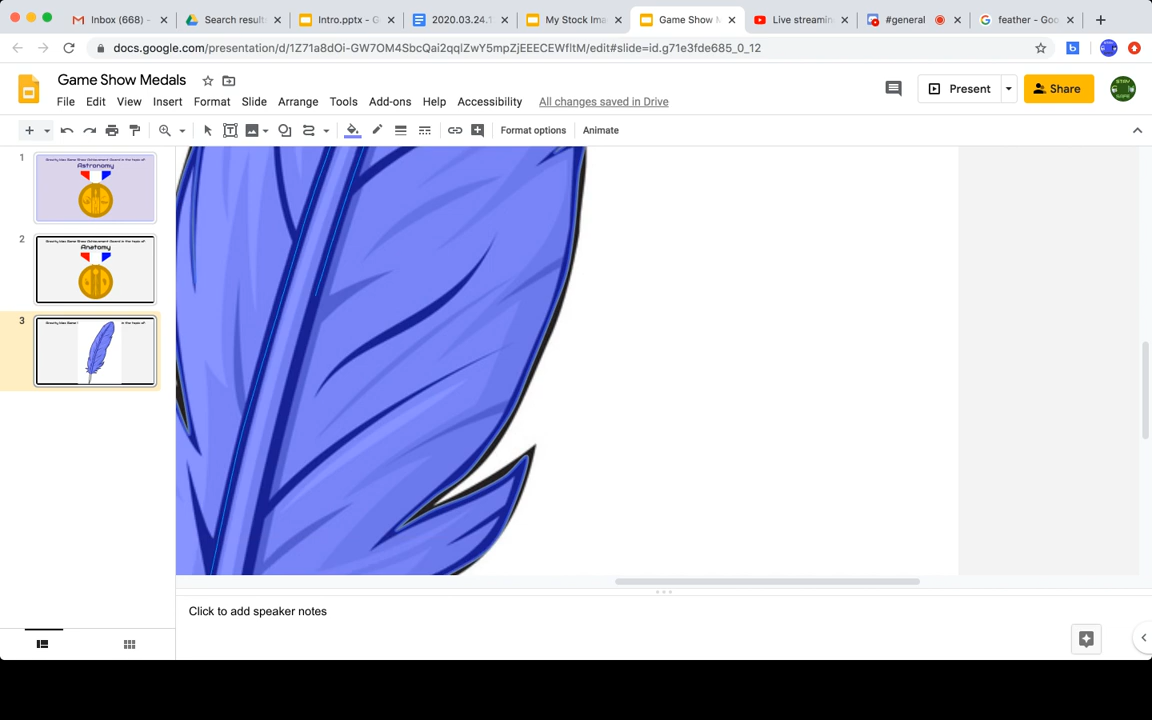 Inbox (668) -
Search results
Intro.pptx - G
2020.03.24.1
My Stock Ima
Game Show M
Live streamin
#general
feather - Goo
docs.google.com/presentation/d/1Z71a8dOi-GW7OM4SbcQai2qqlZwY5mpZjEEECEWfltM/edit#slide=id.g71e3fde685_0_12
Game Show Medals
File Edit View Insert Format Slide Arrange Tools Add-ons Help Accessibility All changes saved in Drive
Present
Share
Format options Animate
1
Astronomy
2
Anatomy
3
Click to add speaker notes